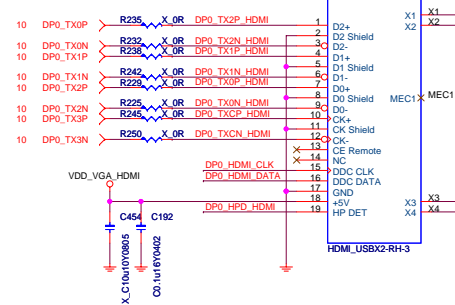 X1 X1
10 DP0_TX0P R235 X_0R DP0_TX2P_HDMI 1 D2+ X2 X2
2 D2 Shield
10 DP0_TX0N R232 X_0R DP0_TX2N_HDMI 3 D2-
10 DP0_TX1P R238 X_0R DP0_TX1P_HDMI 4 D1+
5 D1 Shield
10 DP0_TX1N R242 X_0R DP0_TX1N_HDMI 6 D1-
10 DP0_TX2P R229 X_0R DP0_TX0P_HDMI 7 D0+
8 D0 Shield MEC1 MEC1
10 DP0_TX2N R225 X_0R DP0_TX0N_HDMI 9 D0-
10 DP0_TX3P R245 X_0R DP0_TXCP_HDMI 10 CK+
11 CK Shield
10 DP0_TX3N R250 X_0R DP0_TXCN_HDMI 12 CK-
13 CE Remote
14 NC
DP0_HDMI_CLK 15 DDC CLK
DP0_HDMI_DATA 16 DDC DATA
VDD_VGA_HDMI 17 GND
18 +5V X3 X3
DP0_HPD_HDMI 19 HP DET X4 X4
C454 C192
HDMI_USBX2-RH-3
X_C10u10Y0805
C0.1u16Y0402